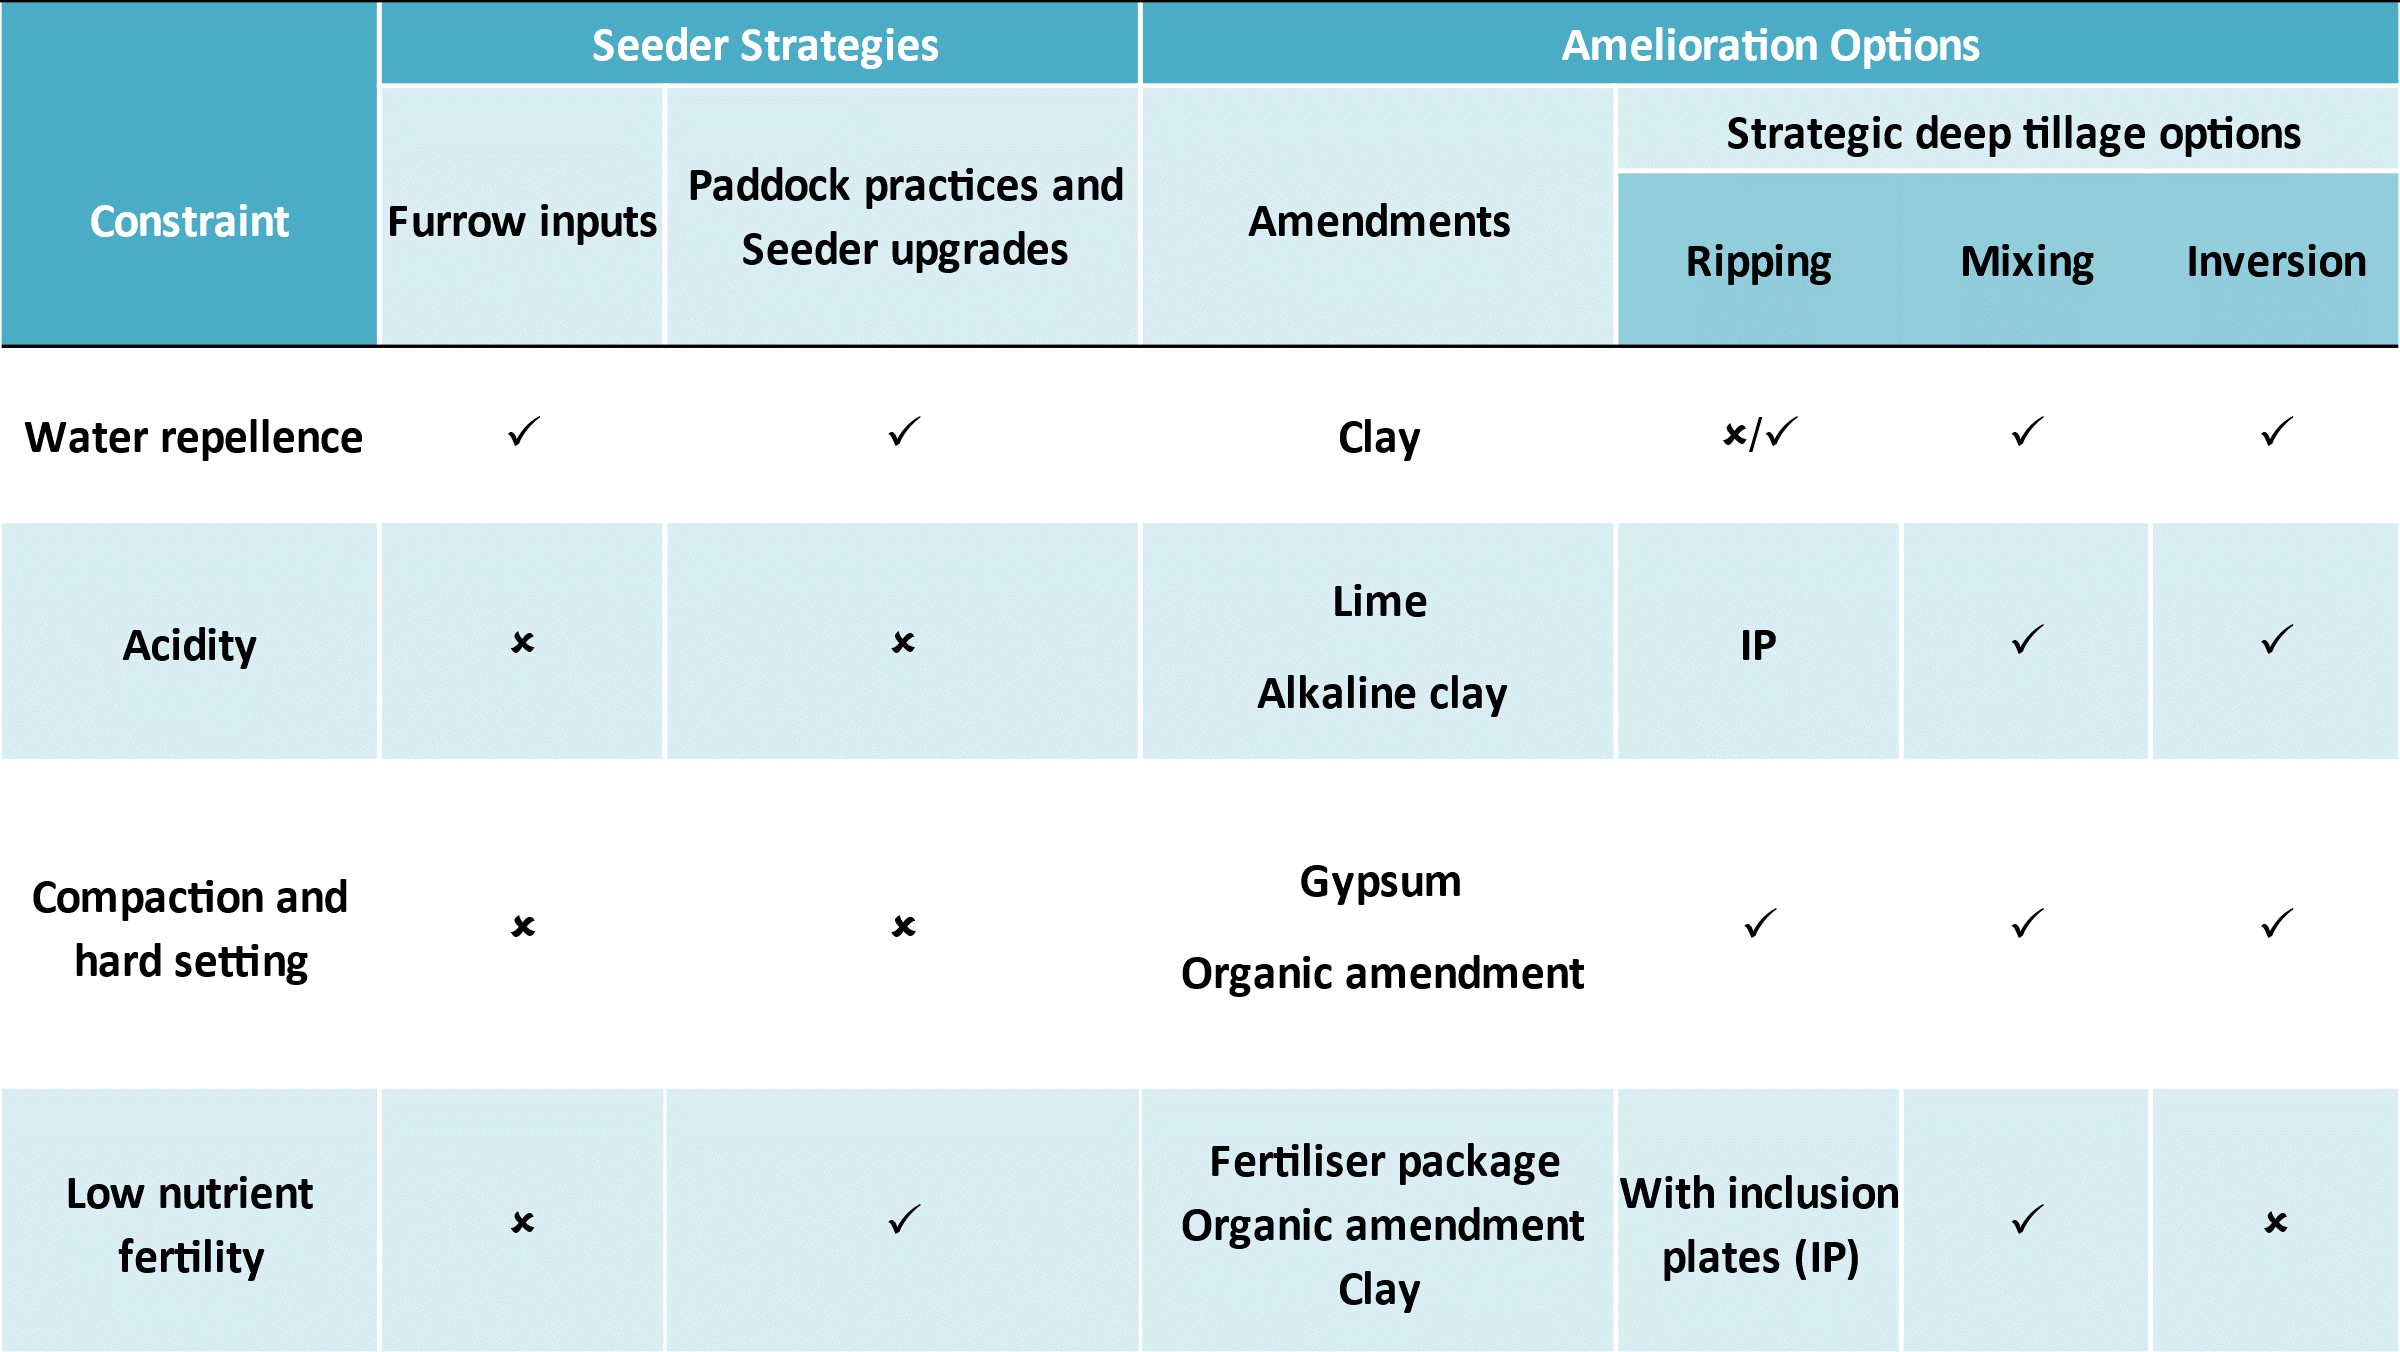 Seeder Strategies
Amelioration Options
Constraint
Furrow inputs
Paddock practices and
Seeder upgrades
Amendments
Strategic deep tillage options
Ripping
Mixing
Inversion
Water repellence
✓
✓
Clay
✘/✓
✓
✓
Acidity
✘
✘
Lime
Alkaline clay
IP
✓
✓
Compaction and
hard setting
✘
✘
Gypsum
Organic amendment
✓
✓
✓
Low nutrient
fertility
✘
✓
Fertiliser package
Organic amendment
Clay
With inclusion
plates (IP)
✓
✘